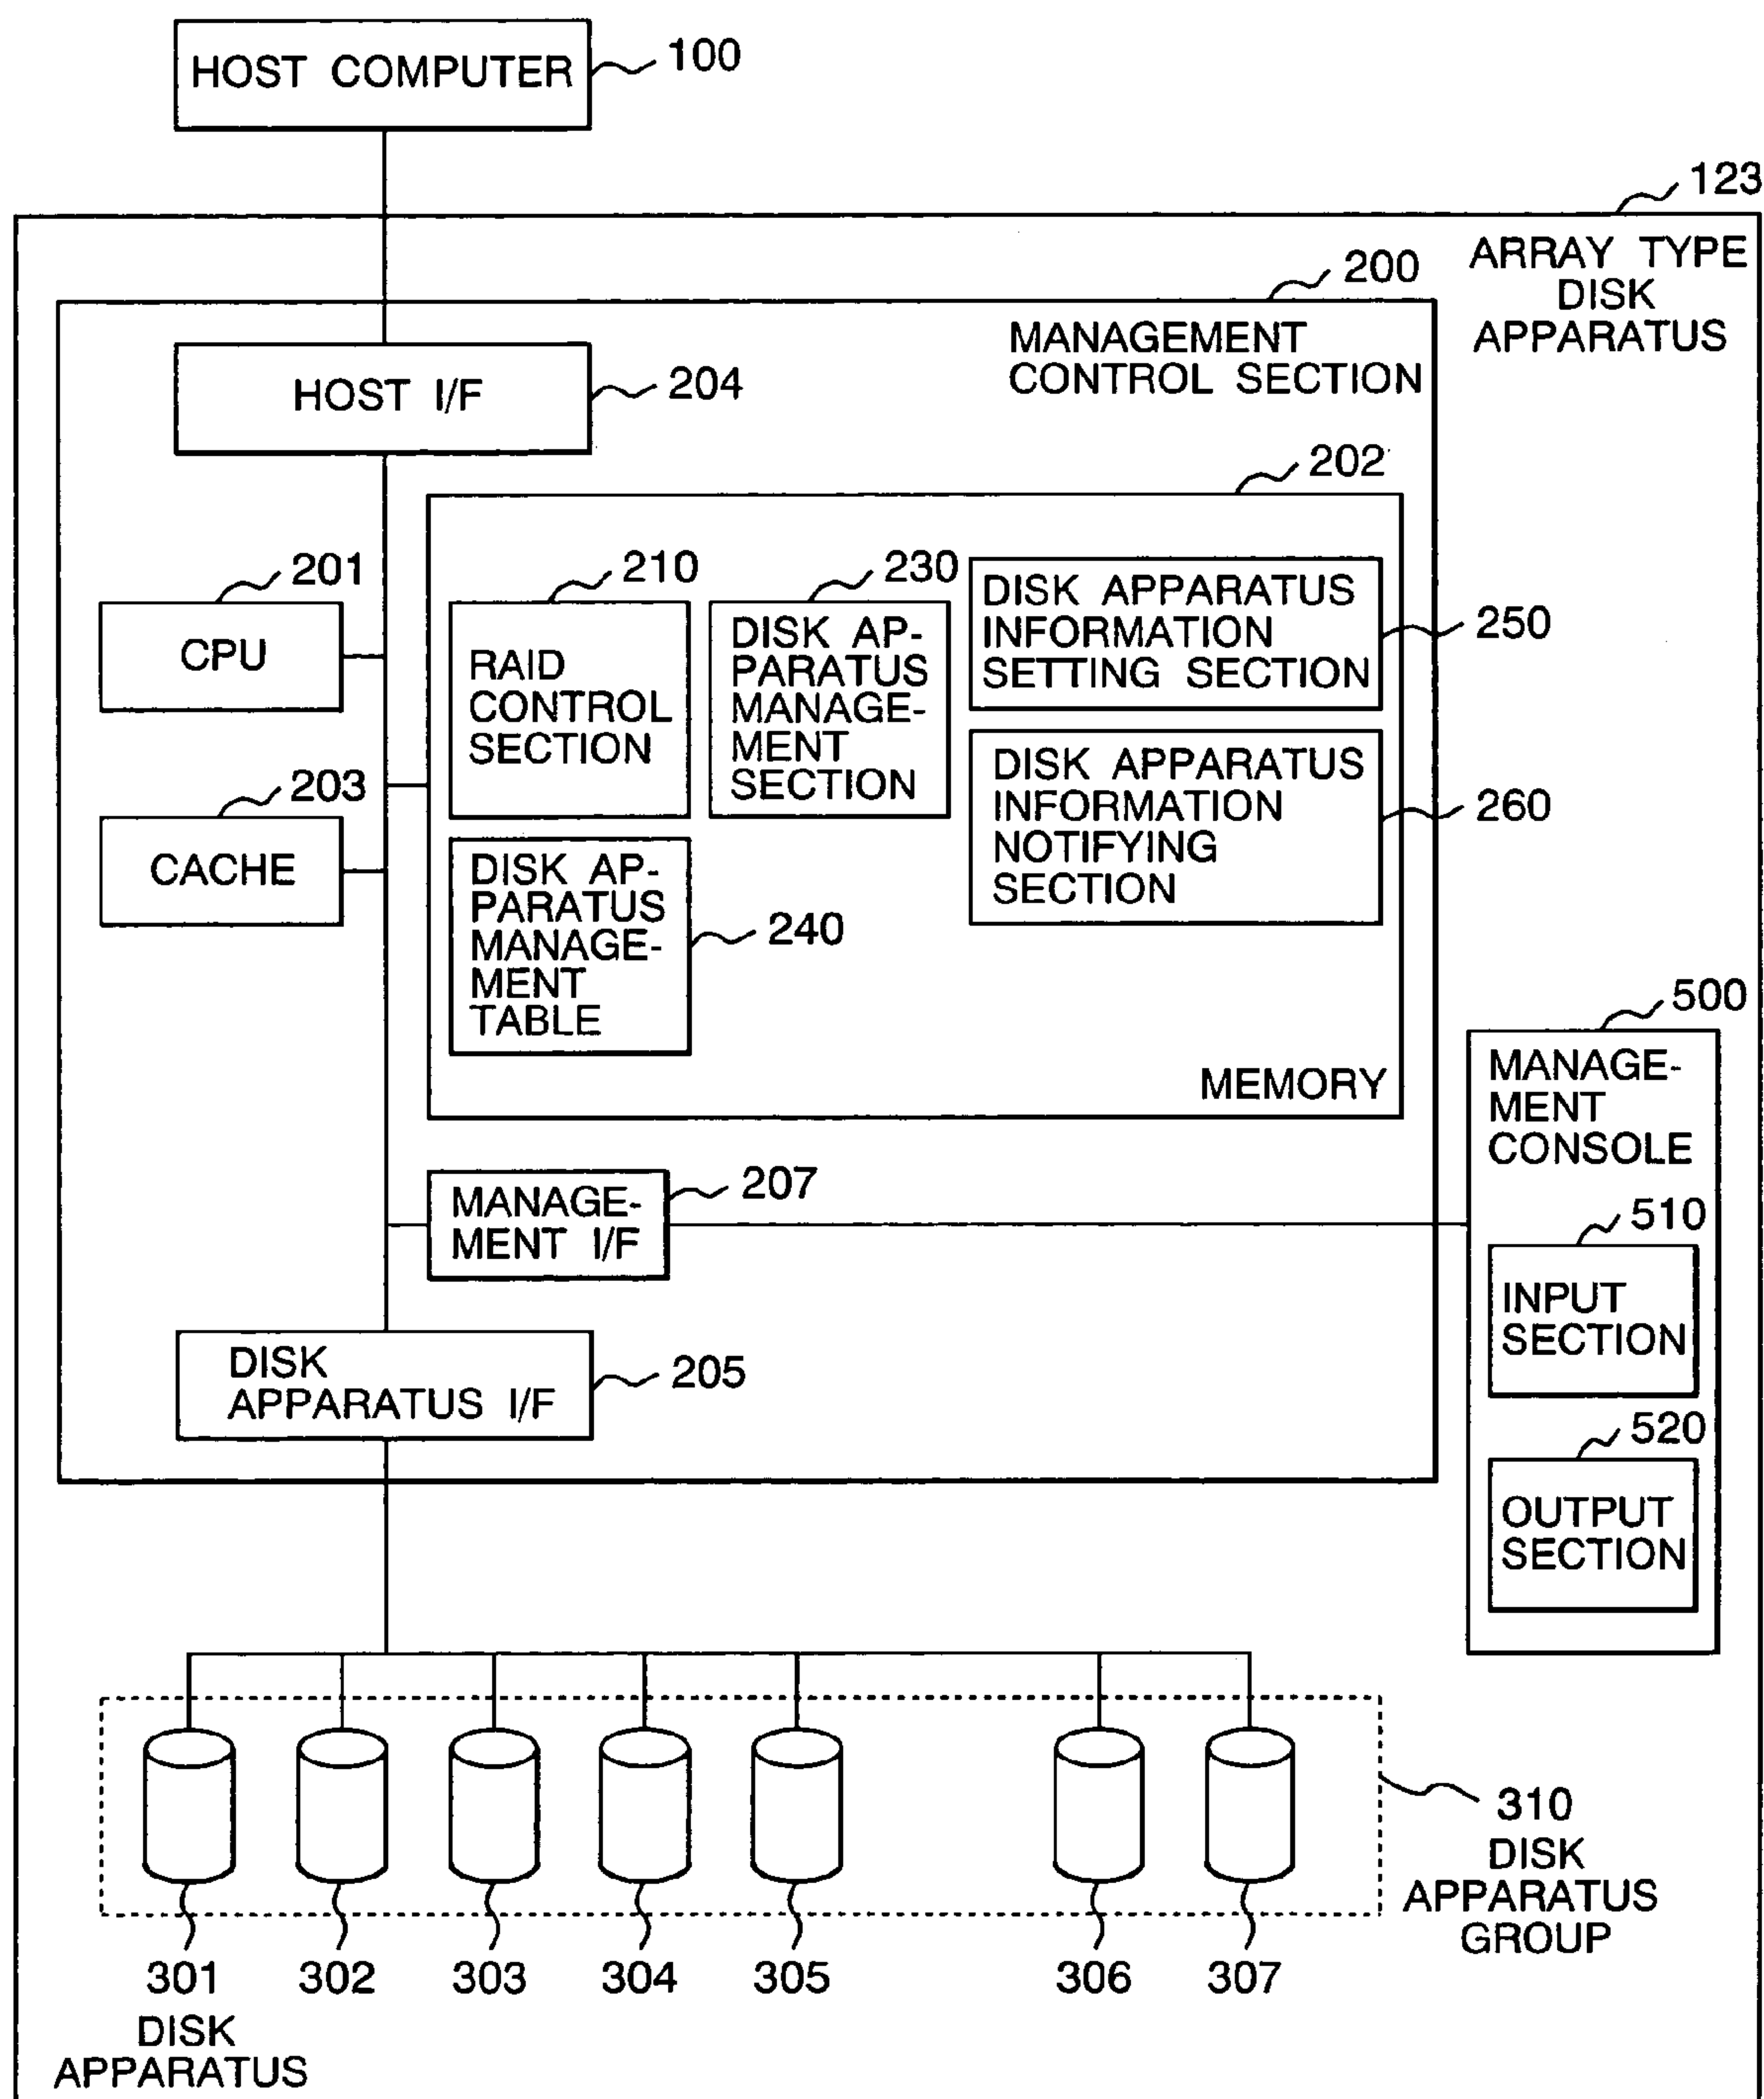 HOST COMPUTER
100
123
ARRAY TYPE
DISK
APPARATUS
200
MANAGEMENT
CONTROL SECTION
HOST I/F
204
202
201
CPU
203
CACHE
210
RAID
CONTROL
SECTION
230
DISK AP-
PARATUS
MANAGE-
MENT
SECTION
DISK APPARATUS
INFORMATION
SETTING SECTION
250
DISK APPARATUS
INFORMATION
NOTIFYING
SECTION
260
DISK AP-
PARATUS
MANAGE-
MENT
TABLE
240
MEMORY
500
MANAGE-
MENT
CONSOLE
510
INPUT
SECTION
520
OUTPUT
SECTION
MANAGE-
MENT I/F
207
DISK
APPARATUS I/F
205
310
DISK
APPARATUS
GROUP
301
302
303
304
305
306
307
DISK
APPARATUS